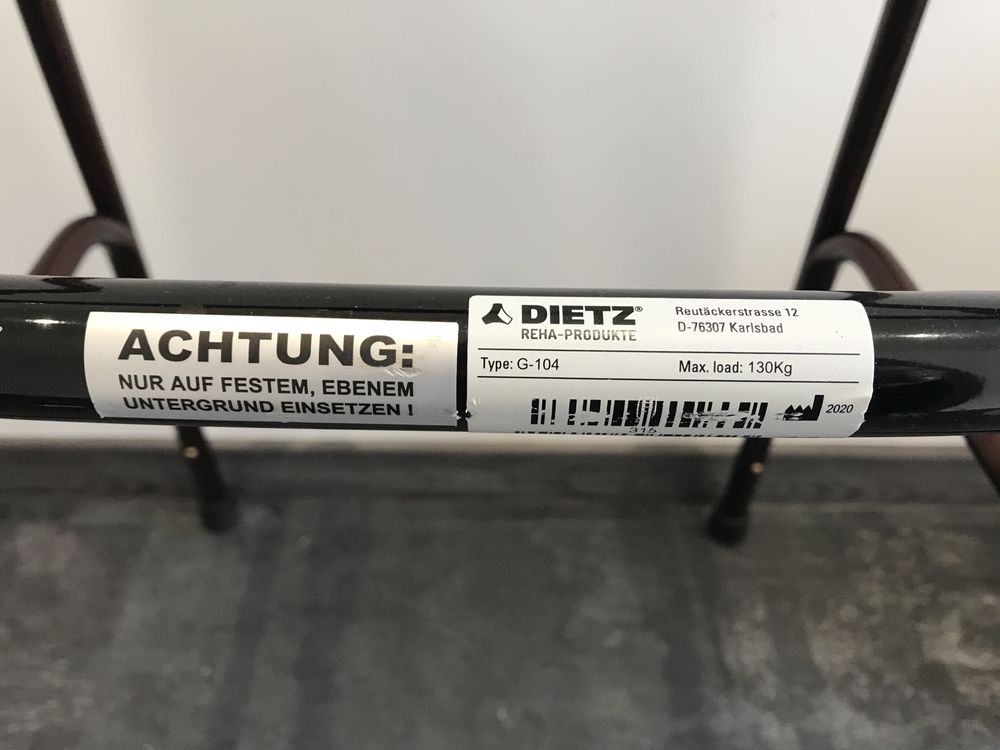 ACHTUNG:
NUR AUF FESTEM, EBENEM
UNTERGRUND EINSETZEN !
DIETZ®
REHA-PRODUKTE
Reutäckerstrasse 12
D-76307 Karlsbad
Type: G-104
Max. load: 130Kg
2020
315